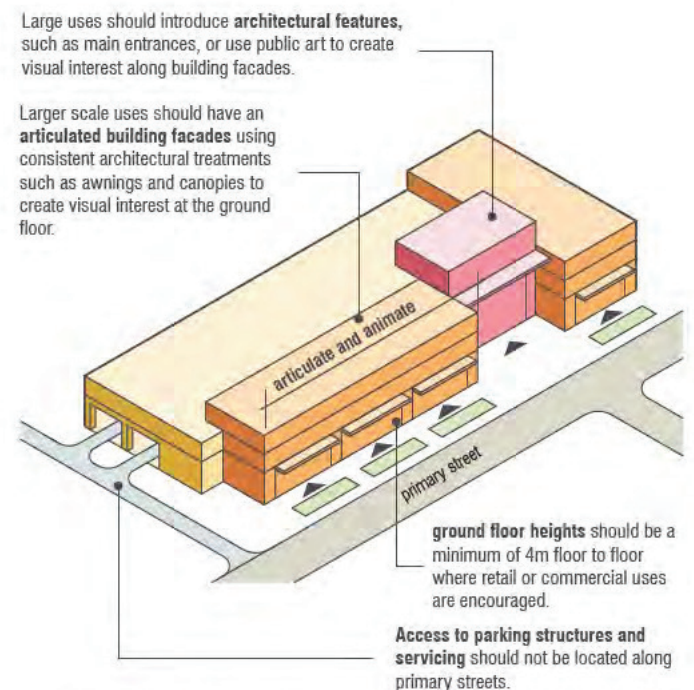 Large uses should introduce architectural features,
such as main entrances, or use public art to create
visual interest along building facades.
Larger scale uses should have an
articulated building facades using
consistent architectural treatments
such as awnings and canopies to
create visual interest at the ground
floor.
articulate and animate
primary street
ground floor heights should be a
minimum of 4m floor to floor
where retail or commercial uses
are encouraged.
Access to parking structures and
servicing should not be located along
primary streets.